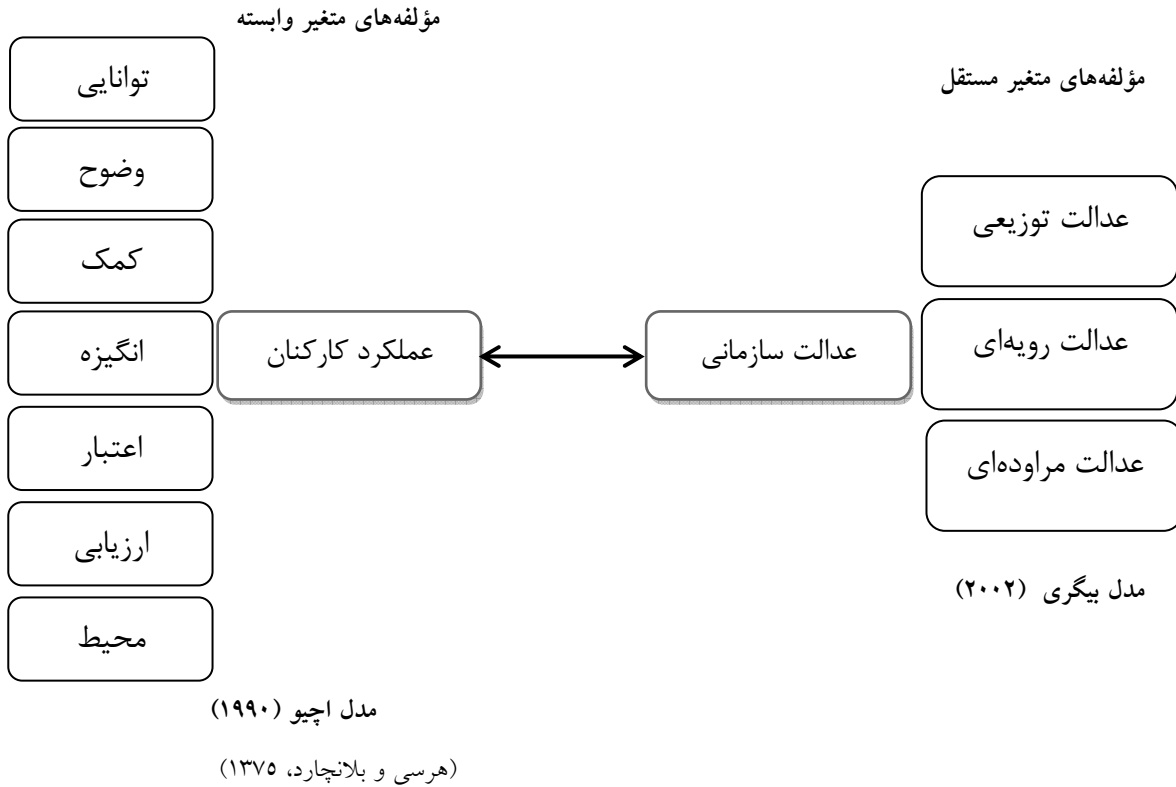 مؤلفه‌های متغیر مستقل
عدالت توزیعی
عدالت رویه‌ای
عدالت مراوده‌ای
مدل بیگری (۲۰۰۲)
عدالت سازمانی
عملکرد کارکنان
مؤلفه‌های متغیر وابسته
توانایی
وضوح
کمک
انگیزه
اعتبار
ارزیابی
محیط
مدل اچیو (۱۹۹۰)
(هرسی و بلانچارد، ۱۳۷۵)